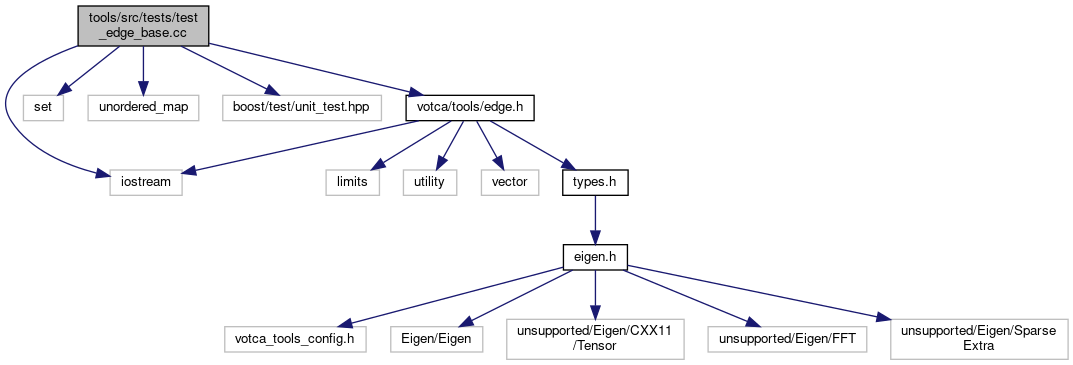 tools/src/tests/test
_edge_base.cc
set
unordered_map
boost/test/unit_test.hpp
votca/tools/edge.h
iostream
limits
utility
vector
types.h
eigen.h
votca_tools_config.h
Eigen/Eigen
unsupported/Eigen/CXX11
/Tensor
unsupported/Eigen/FFT
unsupported/Eigen/Sparse
Extra